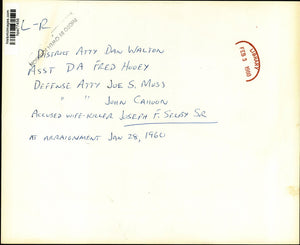 L-R
DISTRICT ATTY DAN WALTON
ASST DA FRED HOOEY
DEFENSE ATTY JOE S. MOSS
" " JOHN CAHOON
ACCUSED WIFE-KILLER JOSEPH F. SELBY SR
AT ARRAIGNMENT JAN 28, 1960